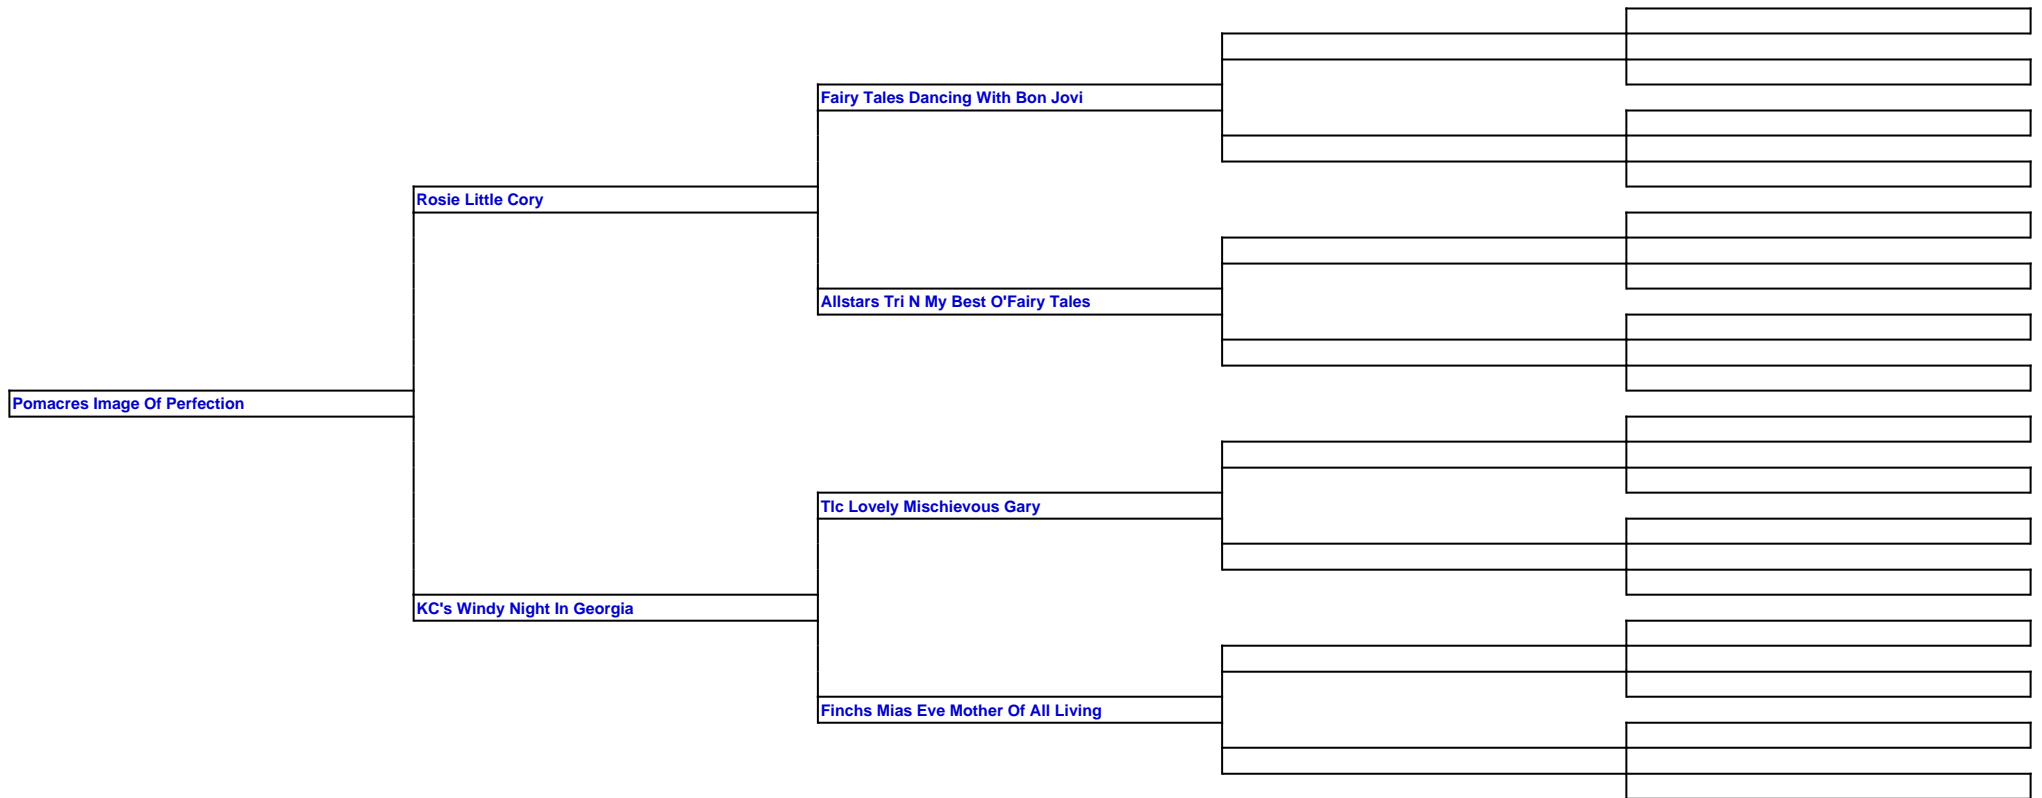 Fairy Tales Dancing With Bon Jovi
Rosie Little Cory
Allstars Tri N My Best O'Fairy Tales
Pomacres Image Of Perfection
Tlc Lovely Mischievous Gary
KC's Windy Night In Georgia
Finchs Mias Eve Mother Of All Living